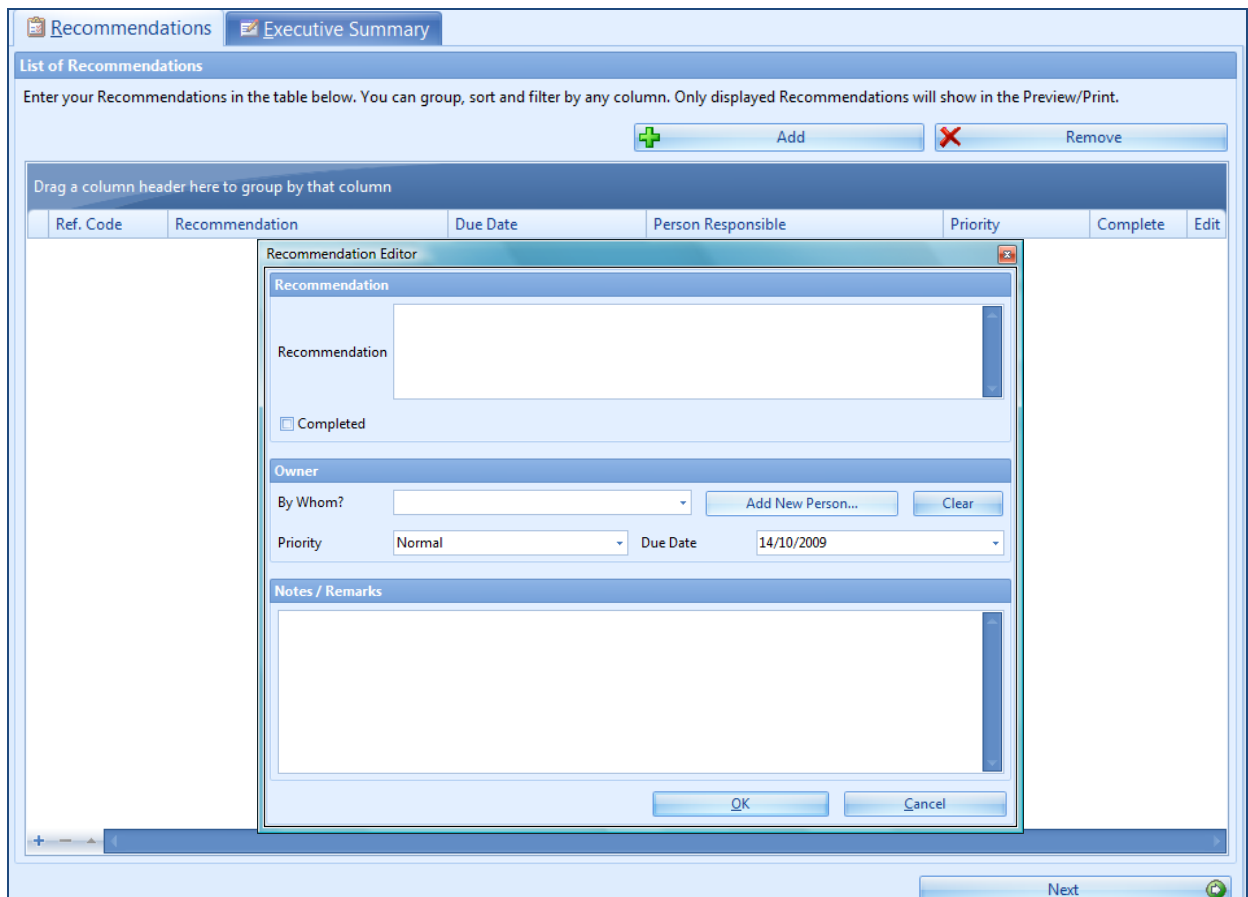 Recommendations Executive Summary
List of Recommendations
Enter your Recommendations in the table below. You can group, sort and filter by any column. Only displayed Recommendations will show in the Preview/Print.
Add Remove
Drag a column header here to group by that column
Ref. Code Recommendation Due Date Person Responsible Priority Complete Edit
Recommendation Editor
Recommendation
Recommendation
Completed
Owner
By Whom? Add New Person... Clear
Priority Normal Due Date 14/10/2009
Notes / Remarks
OK Cancel
Next